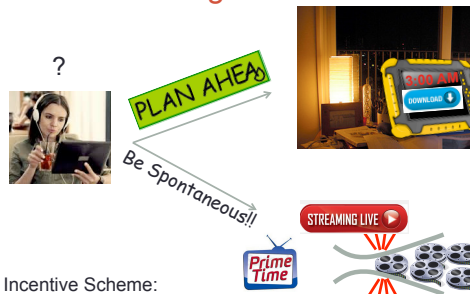 ?
PLAN AHEAD
3:00 AM
DOWNLOAD
Be Spontaneous!!
STREAMING LIVE
Prime
Time
Incentive Scheme: